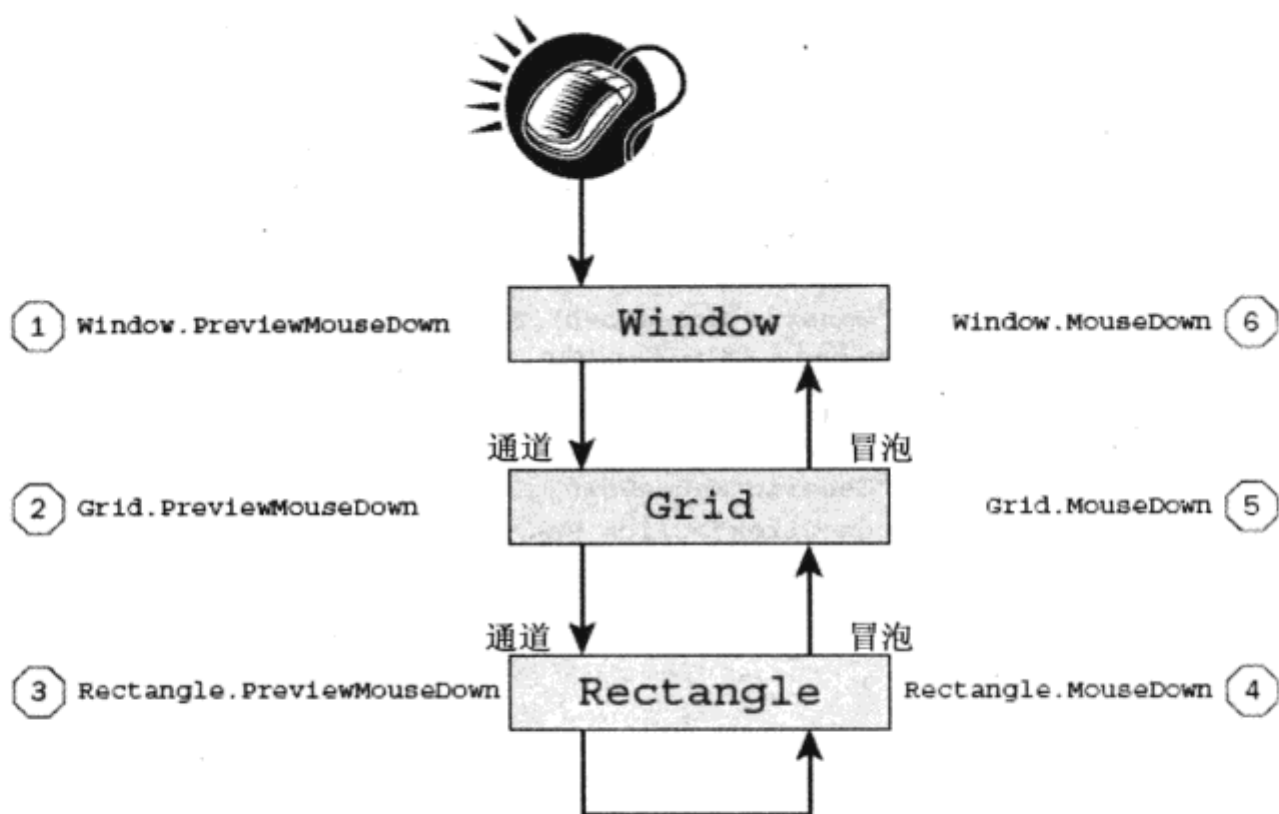 1 Window.PreviewMouseDown
Window
Window.MouseDown 6
通道
冒泡
2 Grid.PreviewMouseDown
Grid
Grid.MouseDown 5
通道
冒泡
3 Rectangle.PreviewMouseDown
Rectangle
Rectangle.MouseDown 4